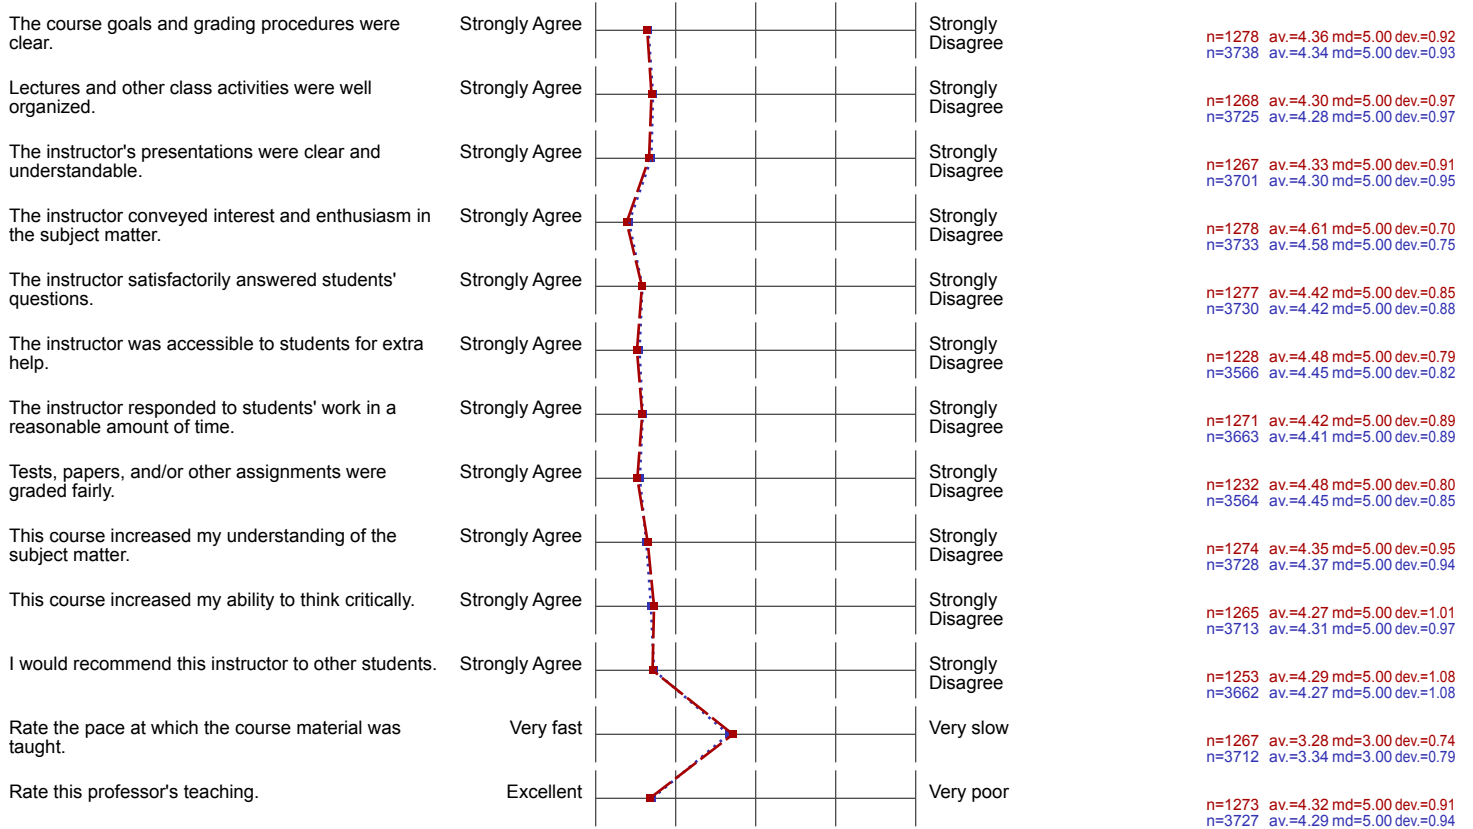 The course goals and grading procedures were
clear.
Strongly Agree
Strongly
Disagree
n=1278 av.=4.36 md=5.00 dev.=0.92
n=3738 av.=4.34 md=5.00 dev.=0.93
Lectures and other class activities were well
organized.
Strongly Agree
Strongly
Disagree
n=1268 av.=4.30 md=5.00 dev.=0.97
n=3725 av.=4.28 md=5.00 dev.=0.97
The instructor's presentations were clear and
understandable.
Strongly Agree
Strongly
Disagree
n=1267 av.=4.33 md=5.00 dev.=0.91
n=3701 av.=4.30 md=5.00 dev.=0.95
The instructor conveyed interest and enthusiasm in
the subject matter.
Strongly Agree
Strongly
Disagree
n=1278 av.=4.61 md=5.00 dev.=0.70
n=3733 av.=4.58 md=5.00 dev.=0.75
The instructor satisfactorily answered students'
questions.
Strongly Agree
Strongly
Disagree
n=1277 av.=4.42 md=5.00 dev.=0.85
n=3730 av.=4.42 md=5.00 dev.=0.88
The instructor was accessible to students for extra
help.
Strongly Agree
Strongly
Disagree
n=1228 av.=4.48 md=5.00 dev.=0.79
n=3566 av.=4.45 md=5.00 dev.=0.82
The instructor responded to students' work in a
reasonable amount of time.
Strongly Agree
Strongly
Disagree
n=1271 av.=4.42 md=5.00 dev.=0.89
n=3663 av.=4.41 md=5.00 dev.=0.89
Tests, papers, and/or other assignments were
graded fairly.
Strongly Agree
Strongly
Disagree
n=1232 av.=4.48 md=5.00 dev.=0.80
n=3564 av.=4.45 md=5.00 dev.=0.85
This course increased my understanding of the
subject matter.
Strongly Agree
Strongly
Disagree
n=1274 av.=4.35 md=5.00 dev.=0.95
n=3728 av.=4.37 md=5.00 dev.=0.94
This course increased my ability to think critically.
Strongly Agree
Strongly
Disagree
n=1265 av.=4.27 md=5.00 dev.=1.01
n=3713 av.=4.31 md=5.00 dev.=0.97
I would recommend this instructor to other students.
Strongly Agree
Strongly
Disagree
n=1253 av.=4.29 md=5.00 dev.=1.08
n=3662 av.=4.27 md=5.00 dev.=1.08
Rate the pace at which the course material was
taught.
Very fast
Very slow
n=1267 av.=3.28 md=3.00 dev.=0.74
n=3712 av.=3.34 md=3.00 dev.=0.79
Rate this professor's teaching.
Excellent
Very poor
n=1273 av.=4.32 md=5.00 dev.=0.91
n=3727 av.=4.29 md=5.00 dev.=0.94